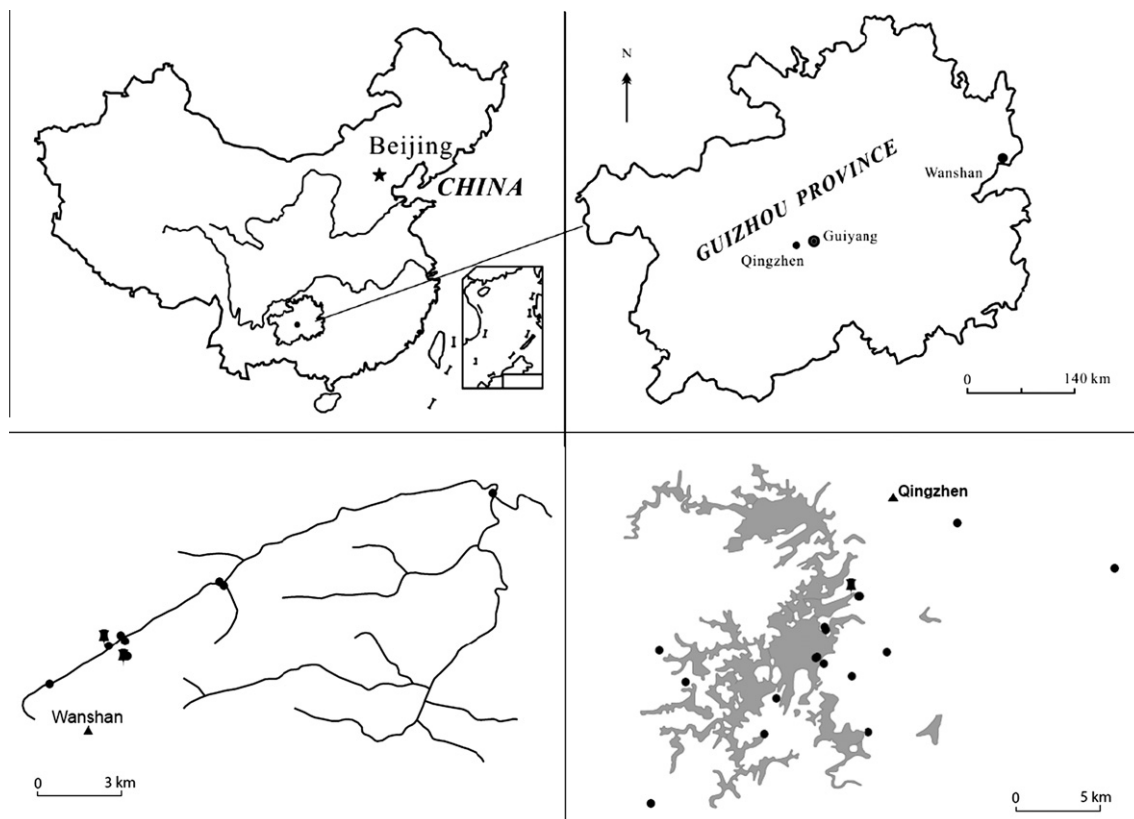 Beijing
CHINA
N
GUIZHOU PROVINCE
Wanshan
Guiyang
Qingzhen
0 140 km
Wanshan
0 3 km
Qingzhen
0 5 km